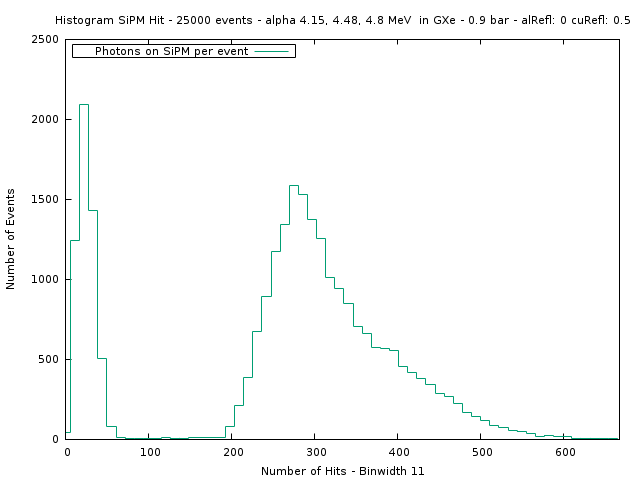 Histogram SiPM Hit - 25000 events - alpha 4.15, 4.48, 4.8 MeV  in GXe - 0.9 bar - alRefl: 0 cuRefl: 0.5
2500
Photons on SiPM per event
2000
1500
Number of Events
1000
500
0
0 100 200 300 400 500 600
Number of Hits - Binwidth 11